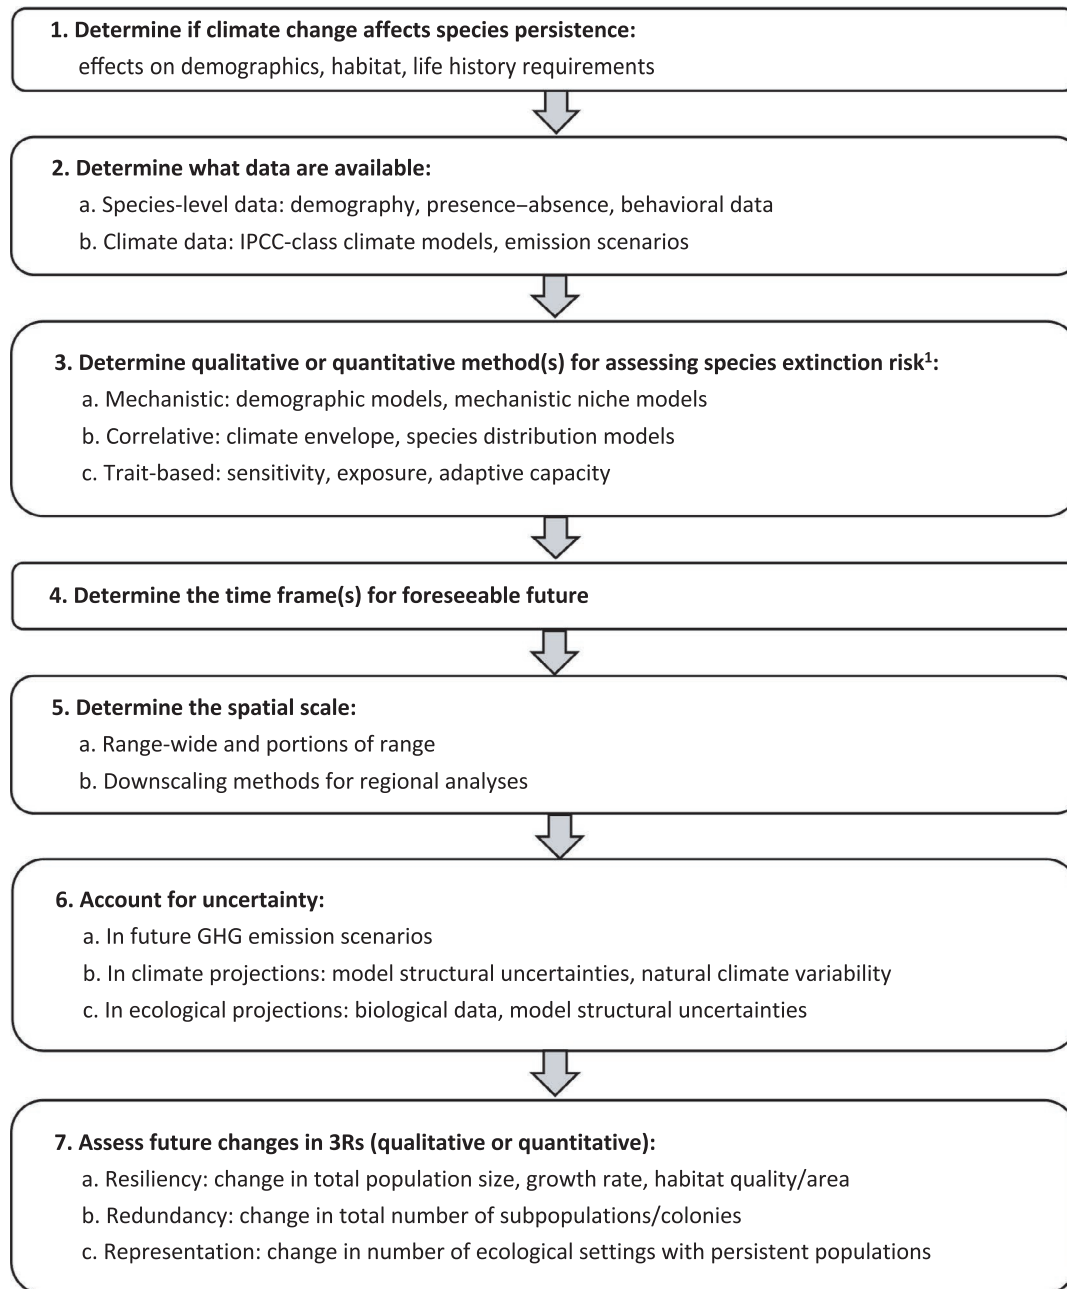 1. Determine if climate change affects species persistence:
effects on demographics, habitat, life history requirements
2. Determine what data are available:
a. Species-level data: demography, presence–absence, behavioral data
b. Climate data: IPCC-class climate models, emission scenarios
3. Determine qualitative or quantitative method(s) for assessing species extinction risk¹:
a. Mechanistic: demographic models, mechanistic niche models
b. Correlative: climate envelope, species distribution models
c. Trait-based: sensitivity, exposure, adaptive capacity
4. Determine the time frame(s) for foreseeable future
5. Determine the spatial scale:
a. Range-wide and portions of range
b. Downscaling methods for regional analyses
6. Account for uncertainty:
a. In future GHG emission scenarios
b. In climate projections: model structural uncertainties, natural climate variability
c. In ecological projections: biological data, model structural uncertainties
7. Assess future changes in 3Rs (qualitative or quantitative):
a. Resiliency: change in total population size, growth rate, habitat quality/area
b. Redundancy: change in total number of subpopulations/colonies
c. Representation: change in number of ecological settings with persistent populations